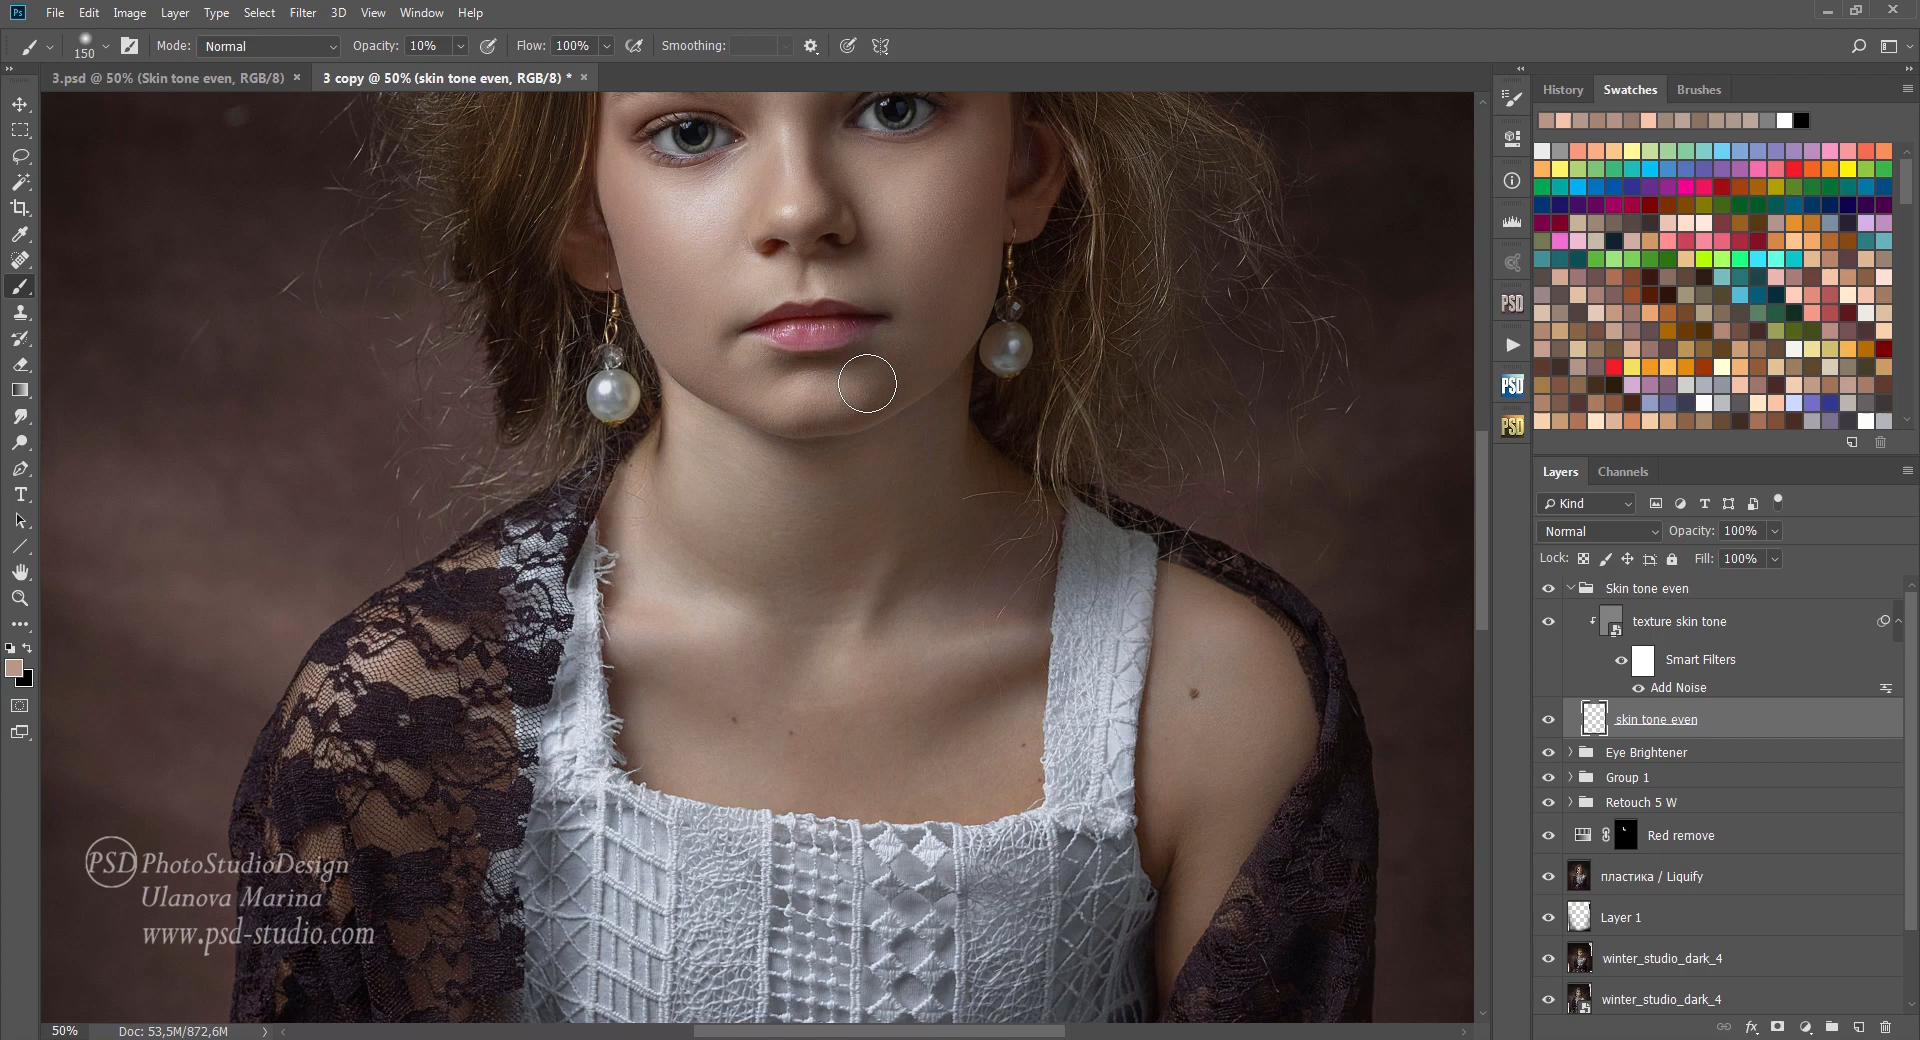 Ps File Edit Image Layer Type Select Filter 3D View Window Help
150 Mode: Normal Opacity: 10% Flow: 100% Smoothing:
3.psd @ 50% (Skin tone even, RGB/8) × 3 copy @ 50% (skin tone even, RGB/8) * ×
History Swatches Brushes
PSD
PSD
PSD
Layers Channels
Kind
Normal Opacity: 100%
Lock: Fill: 100%
Skin tone even
texture skin tone
Smart Filters
Add Noise
skin tone even
Eye Brightener
Group 1
Retouch 5 W
Red remove
пластика / Liquify
Layer 1
winter_studio_dark_4
winter_studio_dark_4
PSD PhotoStudioDesign
Ulanova Marina
www.psd-studio.com
50% Doc: 53,5M/872,6M